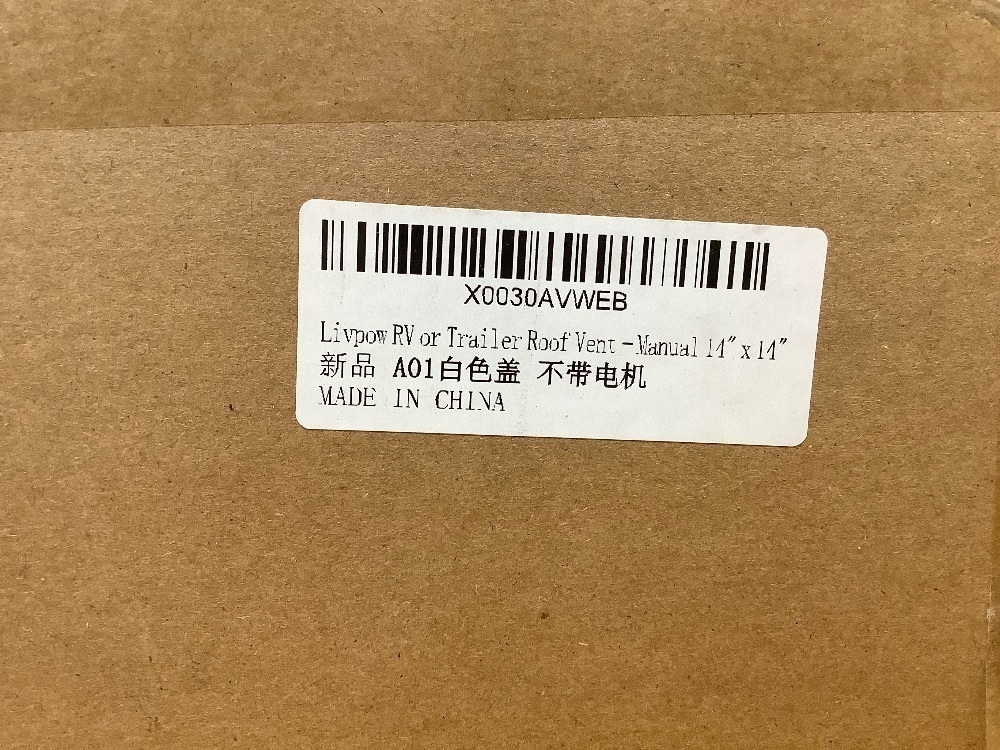 X0030AVWEB
Livpow RV or Trailer Roof Vent -Manual 14" x 14"
新品 A01白色盖 不带电机
MADE IN CHINA